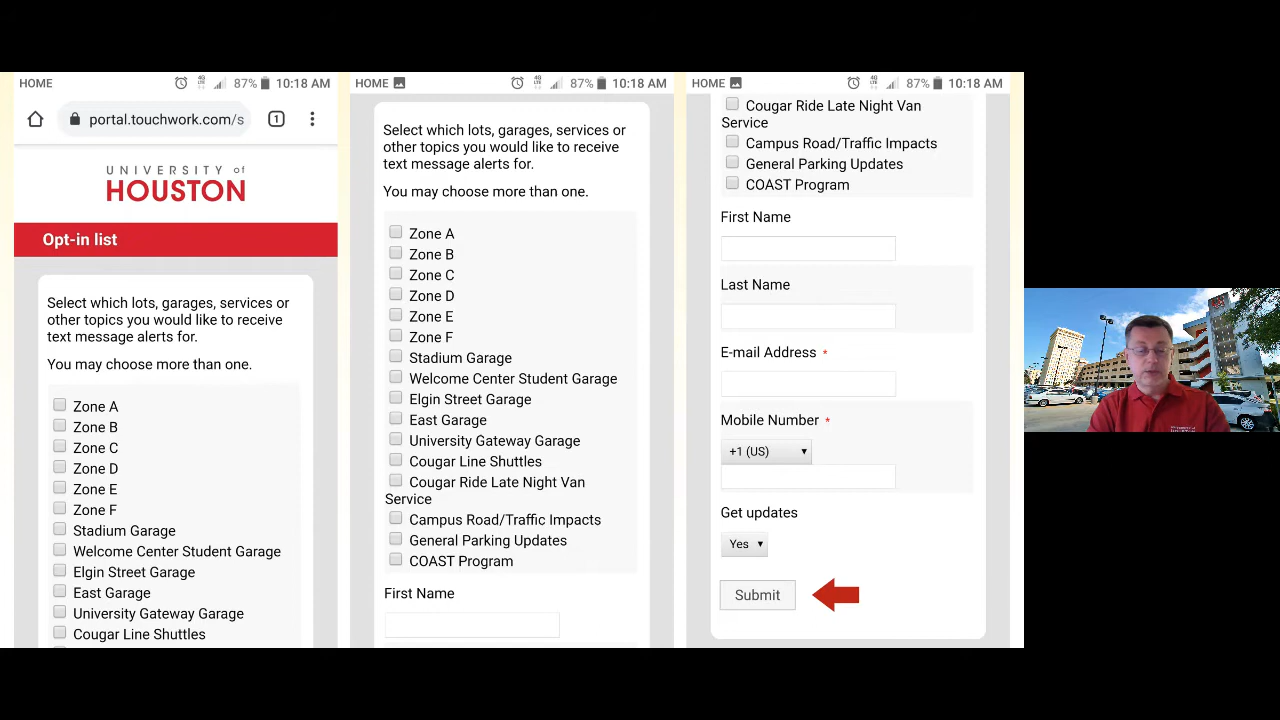 HOME
87%
10:18 AM
portal.touchwork.com/s
1
UNIVERSITY of
HOUSTON
Opt-in list
Select which lots, garages, services or
other topics you would like to receive
text message alerts for.
You may choose more than one.
Zone A
Zone B
Zone C
Zone D
Zone E
Zone F
Stadium Garage
Welcome Center Student Garage
Elgin Street Garage
East Garage
University Gateway Garage
Cougar Line Shuttles
HOME
87%
10:18 AM
Select which lots, garages, services or
other topics you would like to receive
text message alerts for.
You may choose more than one.
Zone A
Zone B
Zone C
Zone D
Zone E
Zone F
Stadium Garage
Welcome Center Student Garage
Elgin Street Garage
East Garage
University Gateway Garage
Cougar Line Shuttles
Cougar Ride Late Night Van
Service
Campus Road/Traffic Impacts
General Parking Updates
COAST Program
First Name
HOME
87%
10:18 AM
Cougar Ride Late Night Van
Service
Campus Road/Traffic Impacts
General Parking Updates
COAST Program
First Name
Last Name
E-mail Address *
Mobile Number *
+1 (US)
Get updates
Yes
Submit